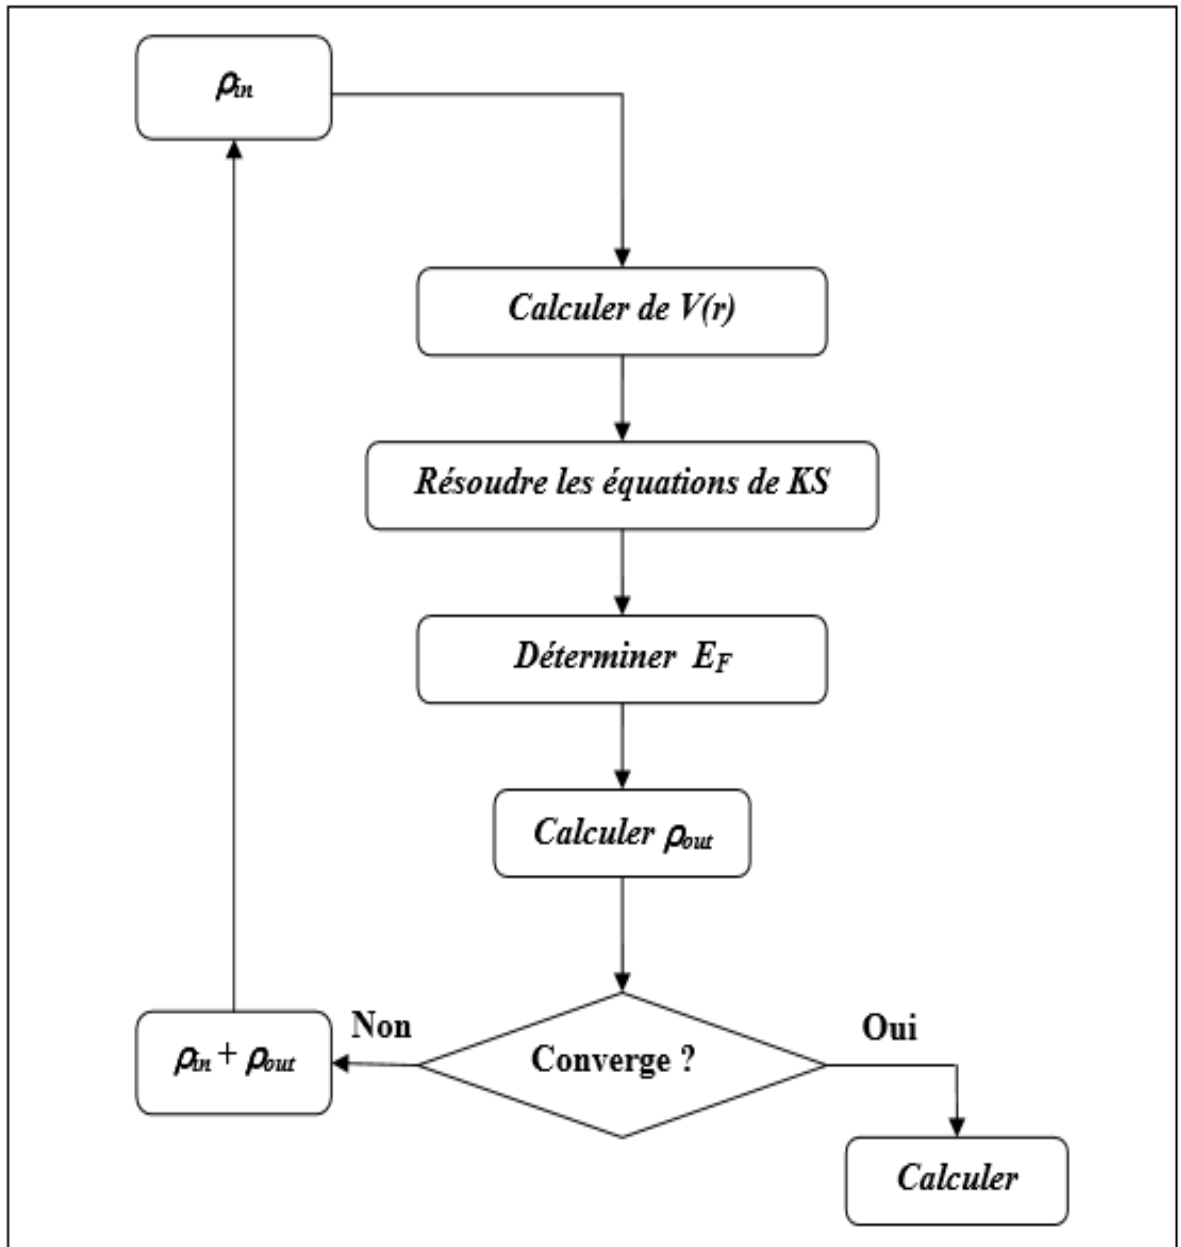 ρin
Calculer de V(r)
Résoudre les équations de KS
Déterminer EF
Calculer ρout
Non
Oui
ρin + ρout
Converge ?
Calculer